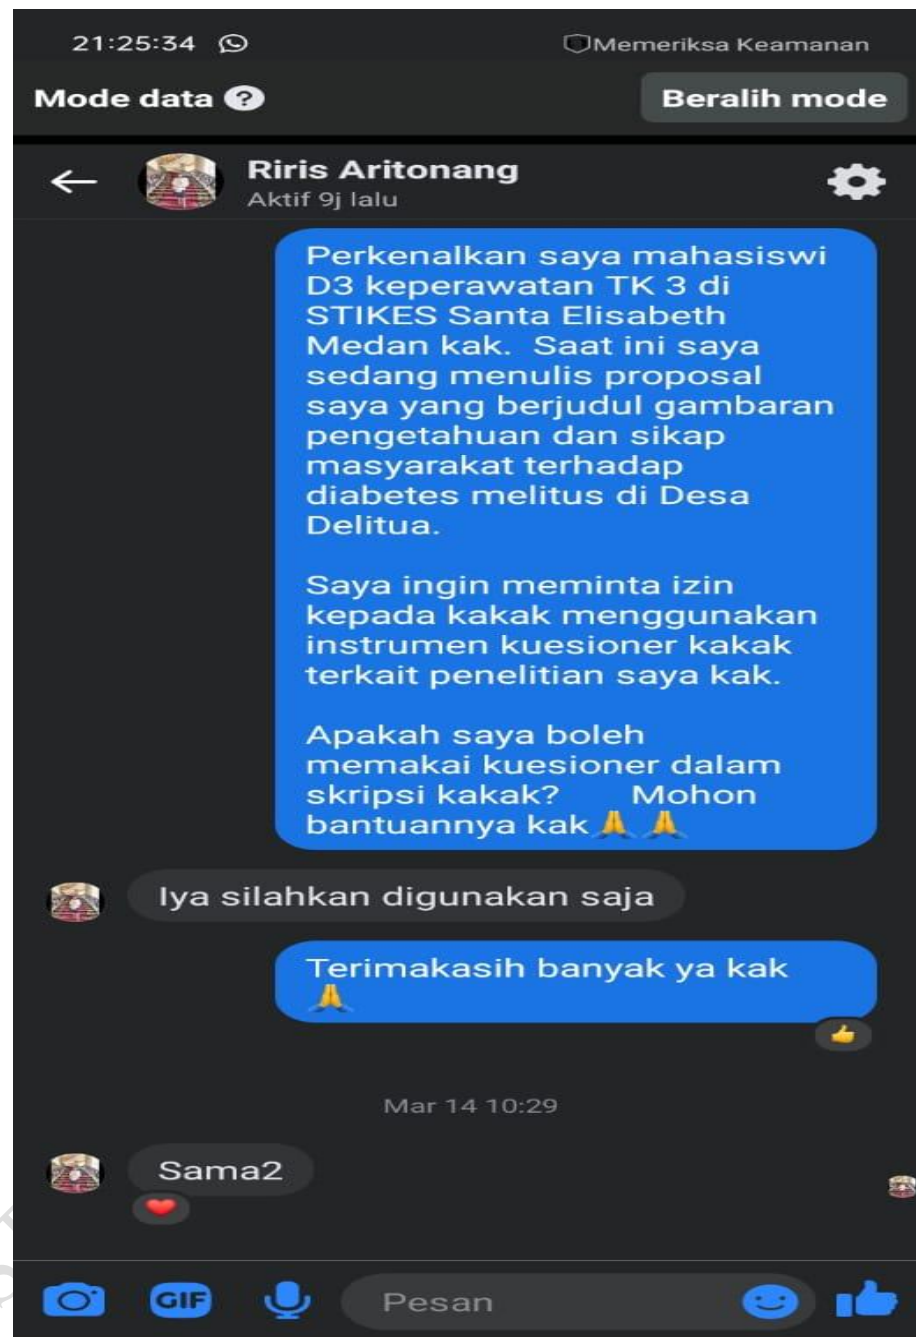 21:25:34 Memeriksa Keamanan
Mode data ? Beralih mode
Riris Aritonang
Aktif 9j lalu
Perkenalkan saya mahasiswi
D3 keperawatan TK 3 di
STIKES Santa Elisabeth
Medan kak. Saat ini saya
sedang menulis proposal
saya yang berjudul gambaran
pengetahuan dan sikap
masyarakat terhadap
diabetes melitus di Desa
Delitua.
Saya ingin meminta izin
kepada kakak menggunakan
instrumen kuesioner kakak
terkait penelitian saya kak.
Apakah saya boleh
memakai kuesioner dalam
skripsi kakak? Mohon
bantuannya kak🙏🙏
Iya silahkan digunakan saja
Terimakasih banyak ya kak
🙏
Mar 14 10:29
Sama2
GIF Pesan